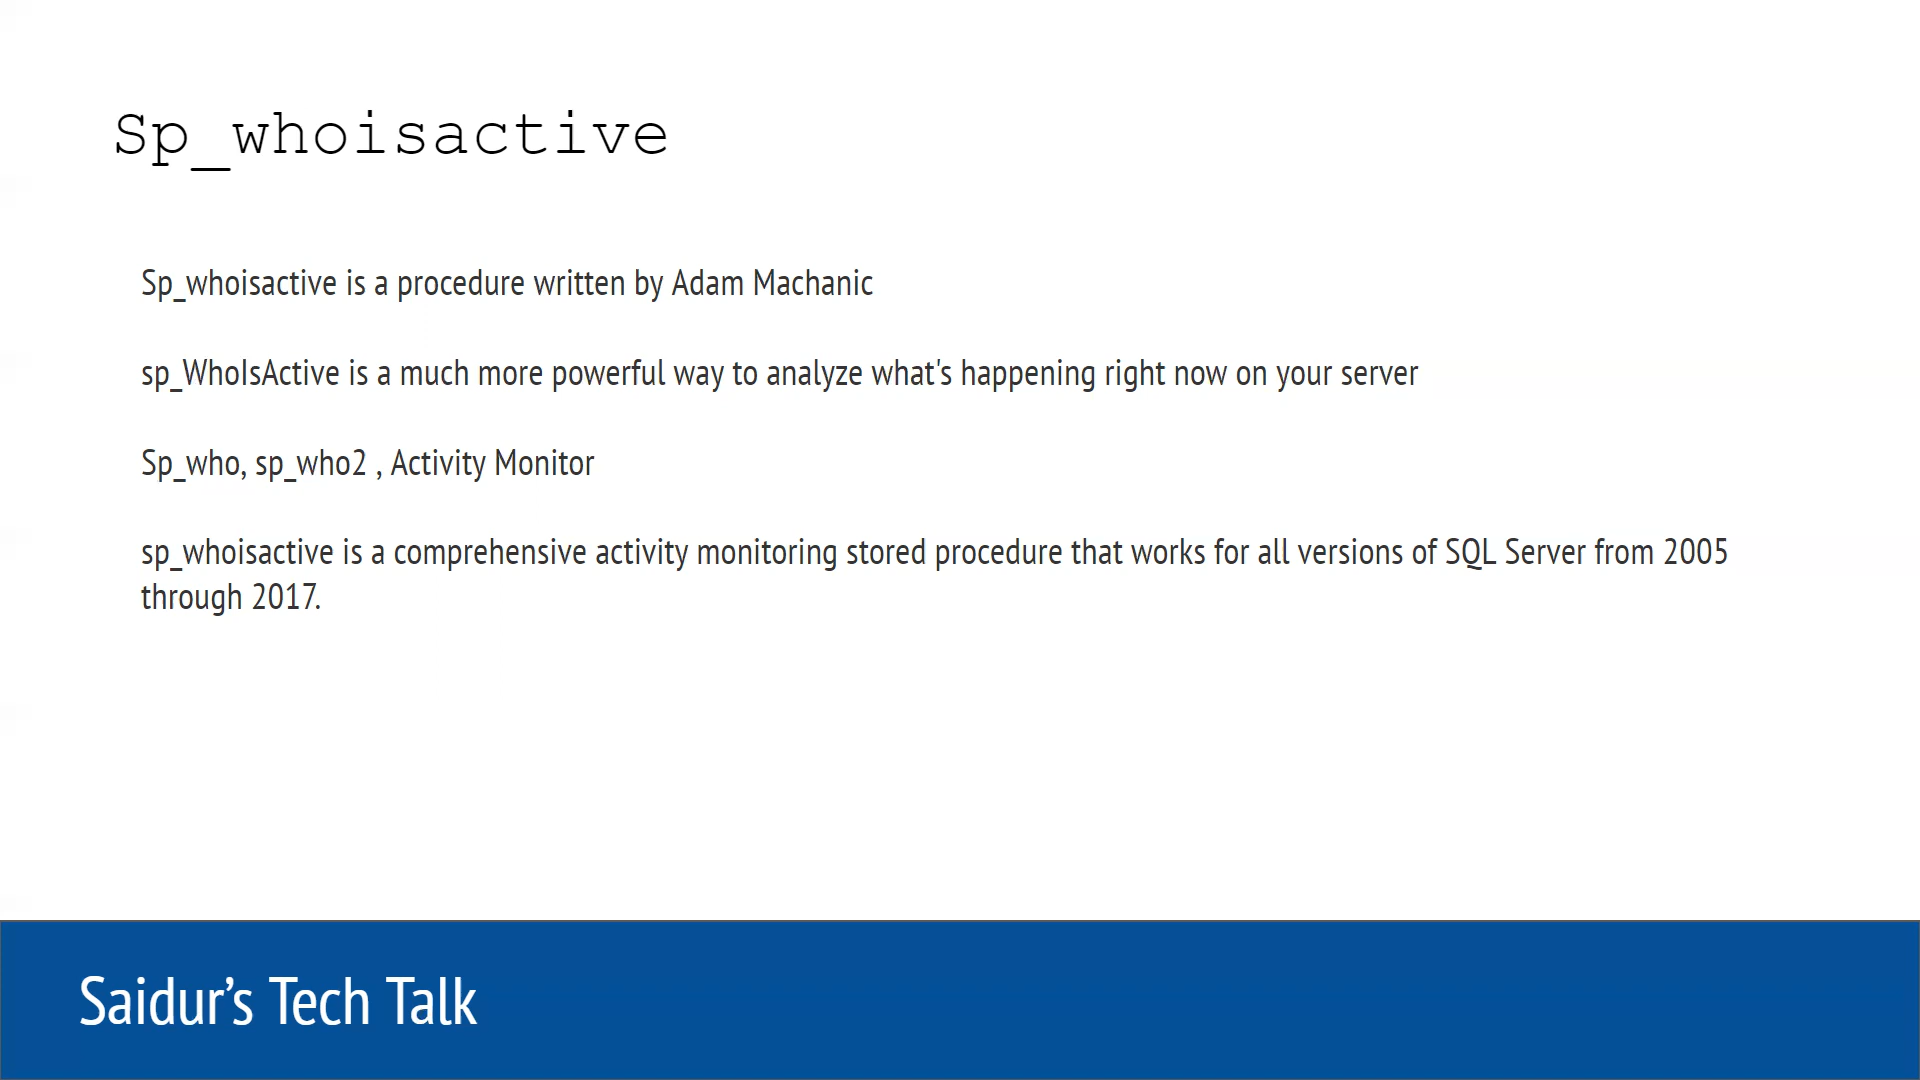 Sp_whoisactive
Sp_whoisactive is a procedure written by Adam Machanic
sp_WhoIsActive is a much more powerful way to analyze what's happening right now on your server
Sp_who, sp_who2 , Activity Monitor
sp_whoisactive is a comprehensive activity monitoring stored procedure that works for all versions of SQL Server from 2005
through 2017.
Saidur’s Tech Talk